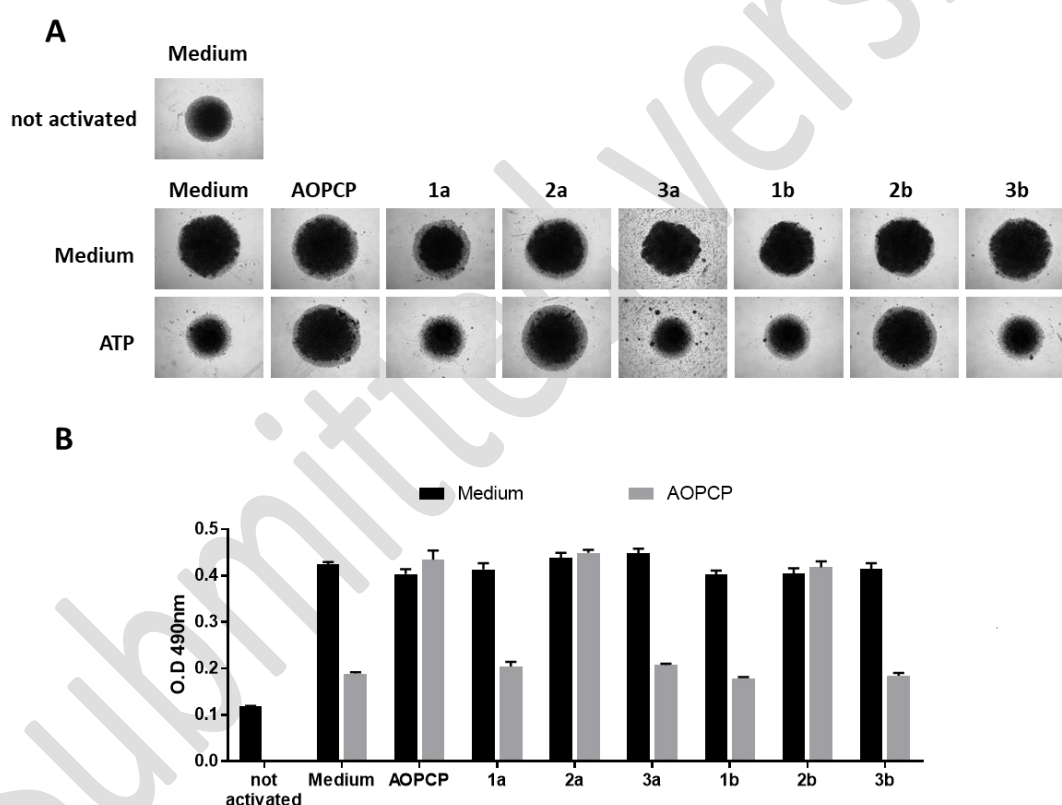 A
Medium
not activated
Medium AOPCP 1a 2a 3a 1b 2b 3b
Medium
ATP
B
Medium AOPCP
0.5
0.4
0.3
0.2
0.1
0.0
O.D 490nm
not activated Medium AOPCP 1a 2a 3a 1b 2b 3b
ubmitted vers